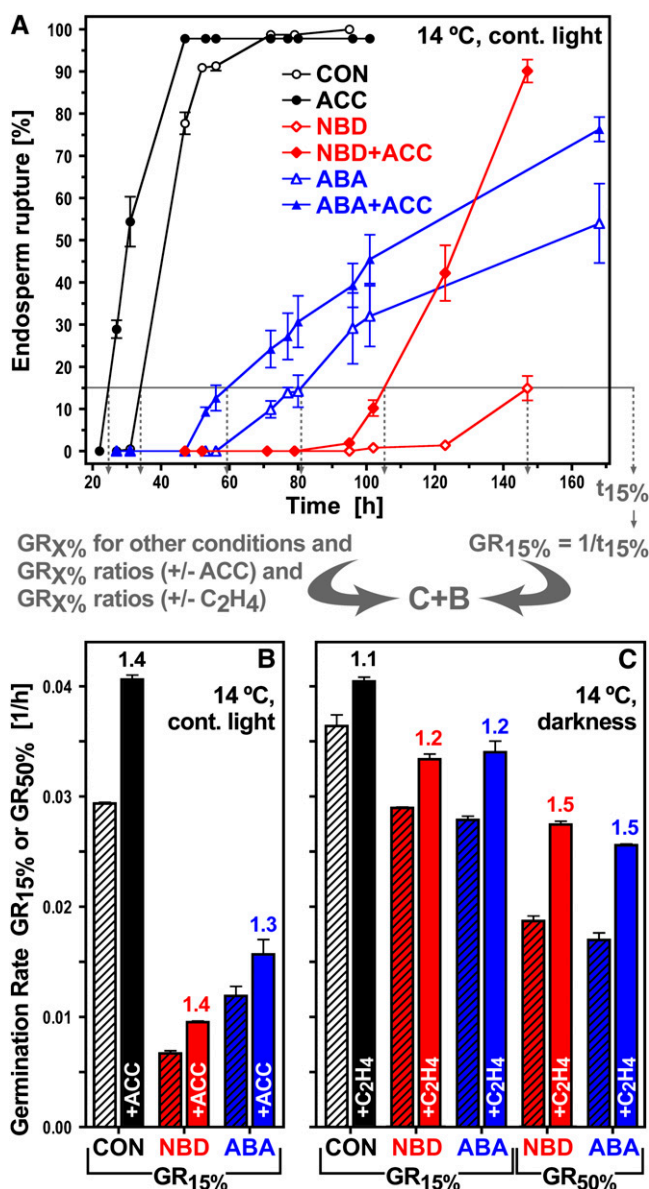 A
14 ºC, cont. light
Endosperm rupture [%]
100
90
80
70
60
50
40
30
20
10
0
CON
ACC
NBD
NBD+ACC
ABA
ABA+ACC
20 40 60 80 100 120 140 160
Time [h]
t15%
GRX% for other conditions and
GRX% ratios (+/- ACC) and
GRX% ratios (+/- C2H4)
GR15% = 1/t15%
C+B
Germination Rate GR15% or GR50% [1/h]
0.04
0.03
0.02
0.01
0.00
B
14 ºC,
cont. light
1.4
1.4
1.3
+ACC
+ACC
+ACC
CON NBD ABA
GR15%
C
14 ºC,
darkness
1.1
1.2
1.2
1.5
1.5
+C2H4
+C2H4
+C2H4
+C2H4
+C2H4
CON NBD ABA NBD ABA
GR15% GR50%